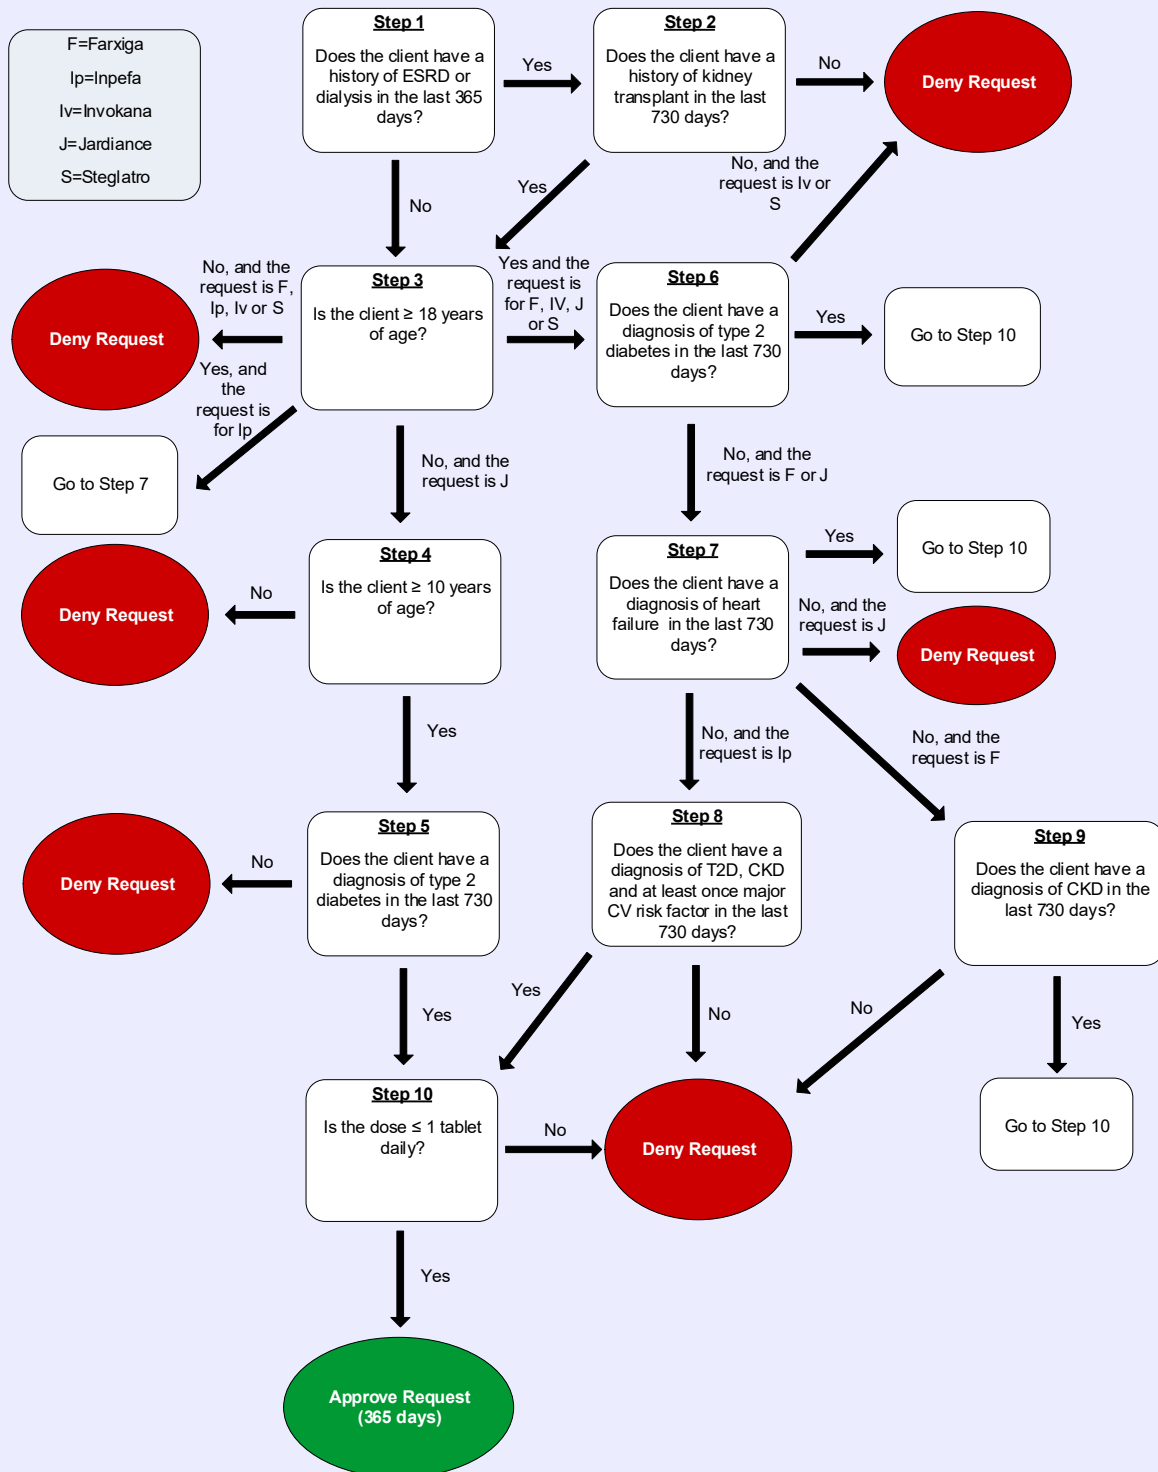 F=Farxiga
Ip=Inpefa
Iv=Invokana
J=Jardiance
S=Steglatro
Step 1
Does the client have a
history of ESRD or
dialysis in the last 365
days?
Yes
Step 2
Does the client have a
history of kidney
transplant in the last
730 days?
No
Deny Request
No
Yes
No, and the
request is Iv or
S
Deny Request
No, and the
request is F,
Ip, Iv or S
Step 3
Is the client ≥ 18 years
of age?
Yes and the
request is
for F, IV, J
or S
Step 6
Does the client have a
diagnosis of type 2
diabetes in the last 730
days?
Yes
Go to Step 10
Yes, and
the
request is
for Ip
Go to Step 7
No, and the
request is J
No, and the
request is F or J
Deny Request
No
Step 4
Is the client ≥ 10 years
of age?
Step 7
Does the client have a
diagnosis of heart
failure in the last 730
days?
Yes
Go to Step 10
No, and the
request is J
Deny Request
Yes
No, and the
request is Ip
No, and the
request is F
Deny Request
No
Step 5
Does the client have a
diagnosis of type 2
diabetes in the last 730
days?
Step 8
Does the client have a
diagnosis of T2D, CKD
and at least once major
CV risk factor in the last
730 days?
Step 9
Does the client have a
diagnosis of CKD in the
last 730 days?
Yes
Yes
No
No
Yes
Step 10
Is the dose ≤ 1 tablet
daily?
No
Deny Request
Go to Step 10
Yes
Approve Request
(365 days)